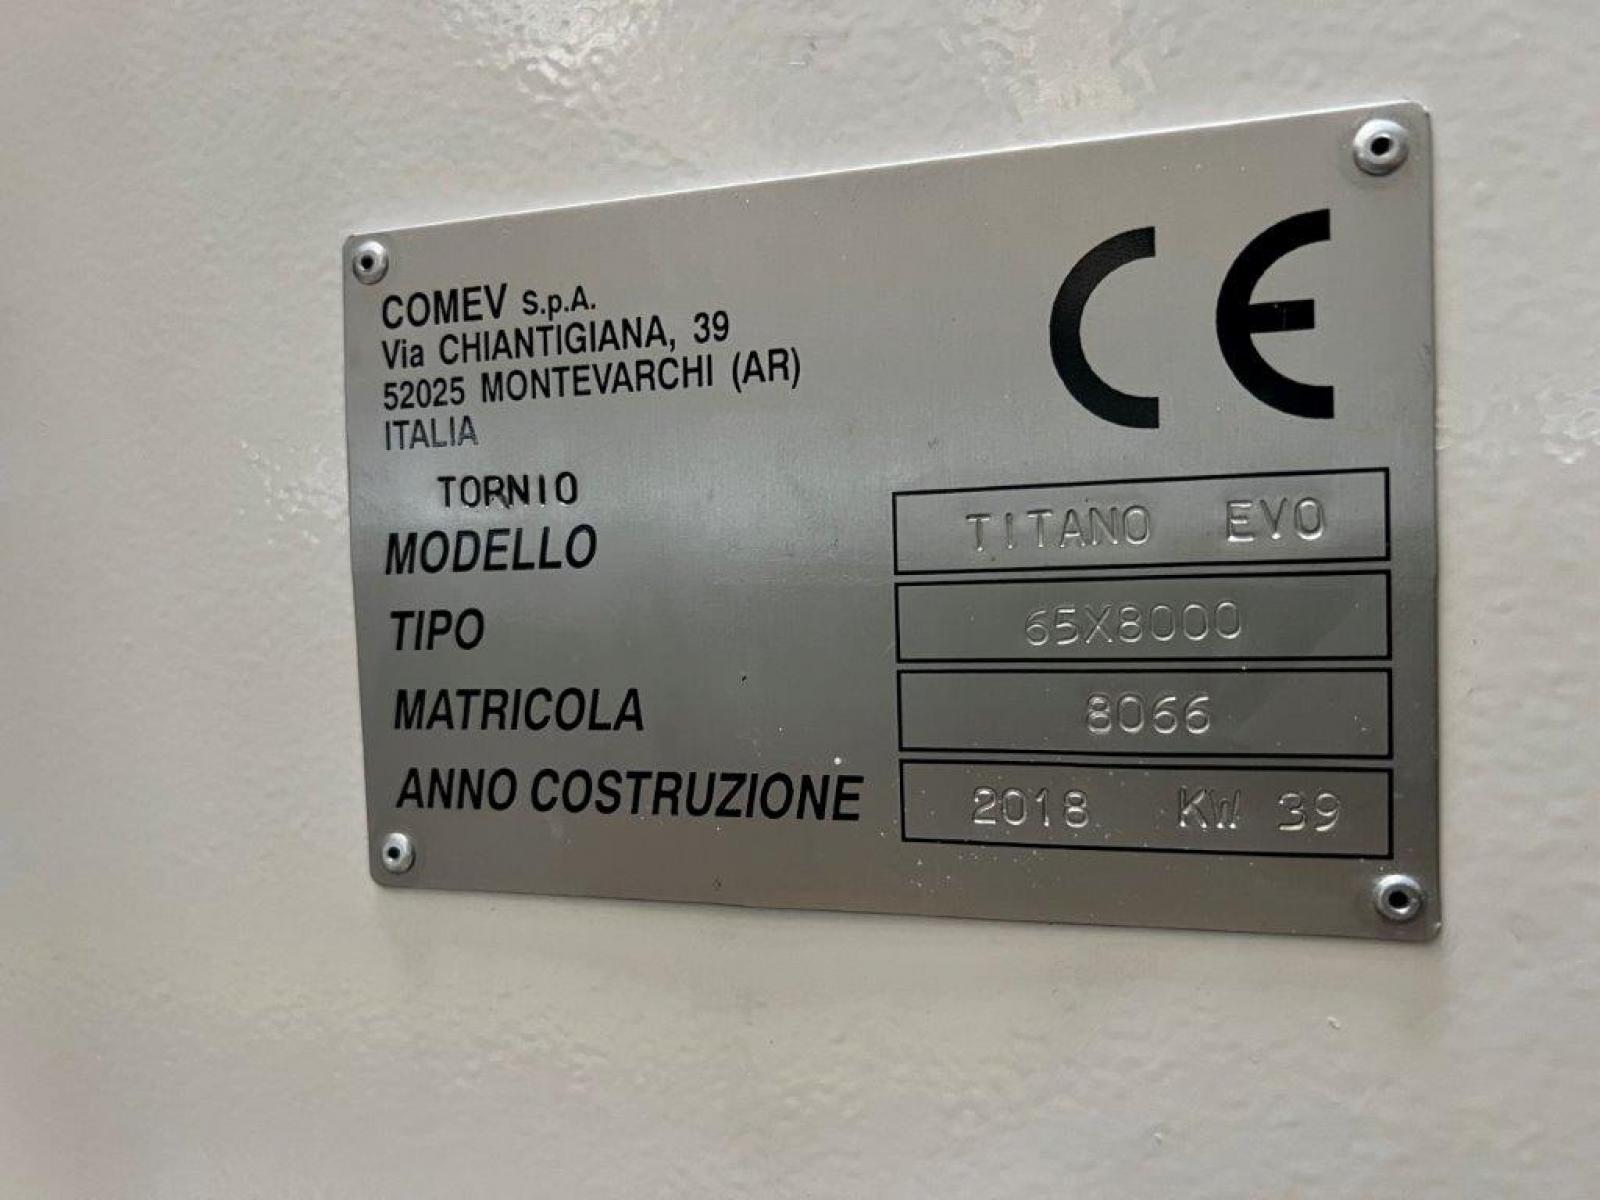 COMEV S.p.A.
Via CHIANTIGIANA, 39
52025 MONTEVARCHI (AR)
ITALIA
CE
TORNIO
MODELLO TITANO EVO
TIPO 65X8000
MATRICOLA 8066
ANNO COSTRUZIONE 2018 KW 39